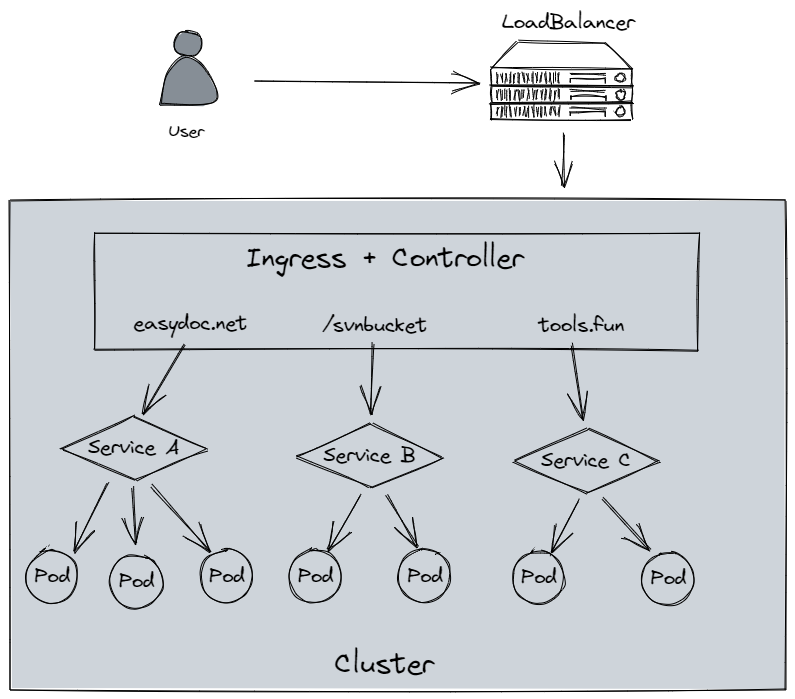 LoadBalancer
User
Ingress + Controller
easydoc.net
/svnbucket
tools.fun
Service A
Service B
Service C
Pod
Pod
Pod
Pod
Pod
Pod
Pod
Cluster